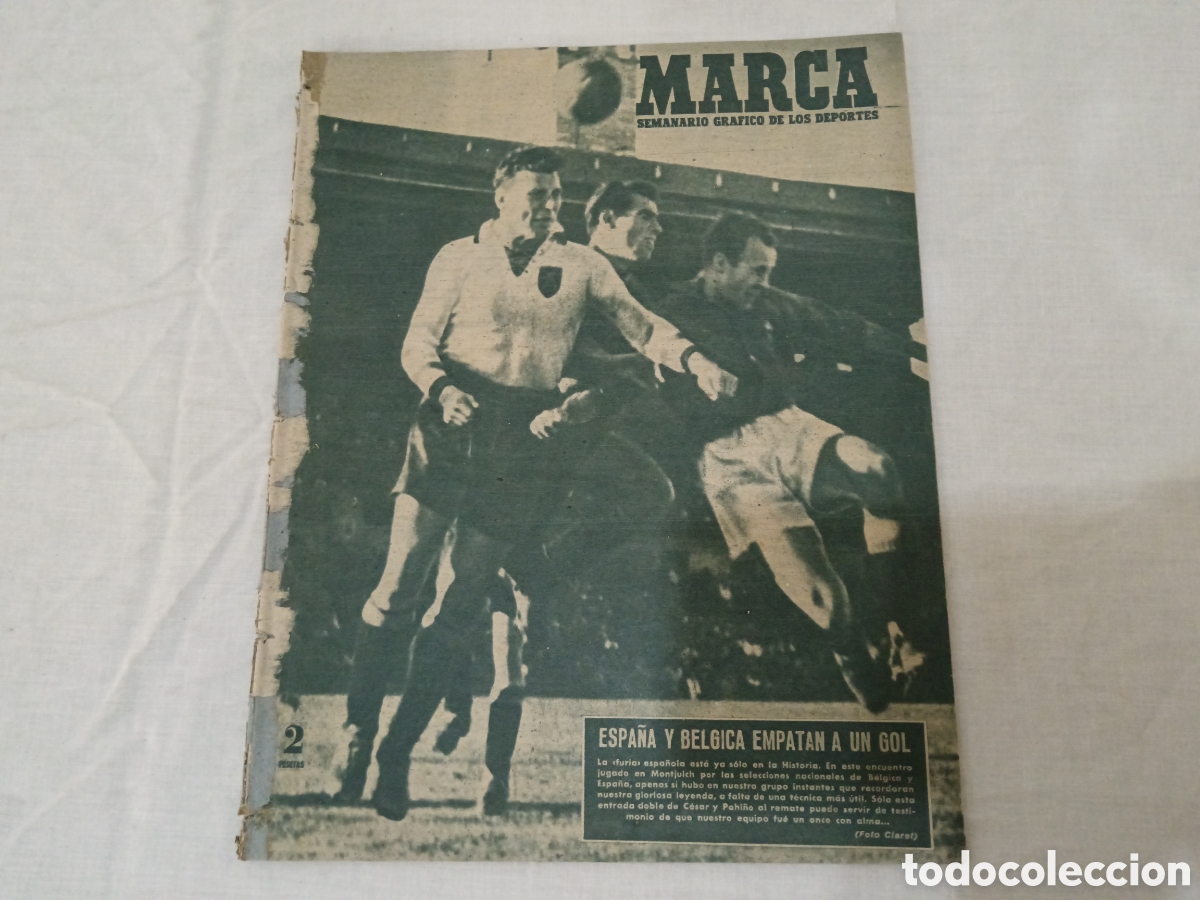 MARCA
SEMANARIO GRAFICO DE LOS DEPORTES
2
PESETAS
ESPAÑA Y BELGICA EMPATAN A UN GOL
La «furia» española está ya sólo en la Historia. En este encuentro
jugado en Montjuich por las selecciones nacionales de Bélgica y
España, apenas si hubo en nuestro grupo instantes que recordaran
nuestra gloriosa leyenda, a falta de una técnica más útil. Sólo esta
entrada doble de César y Pahiño al remate puede servir de testi-
monio de que nuestro equipo fué un once con alma...
(Foto Claret)
todocoleccion